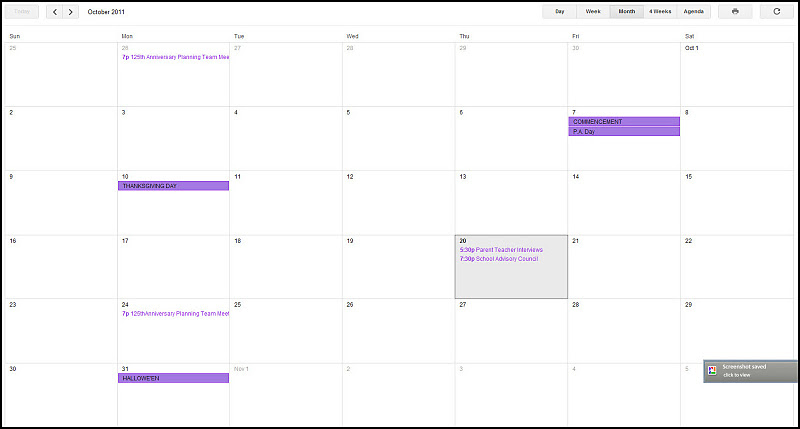 Today
October 2011
Day Week Month 4 Weeks Agenda
Sun Mon Tue Wed Thu Fri Sat
25 26 27 28 29 30 Oct 1
7p 125th Anniversary Planning Team Mee
2 3 4 5 6 7 8
COMMENCEMENT
P.A. Day
9 10 11 12 13 14 15
THANKSGIVING DAY
16 17 18 19 20 21 22
5:30p Parent Teacher Interviews
7:30p School Advisory Council
23 24 25 26 27 28 29
7p 125thAnniversary Planning Team Meet
30 31 Nov 1 2 3 4 5
HALLOWE'EN
Screenshot saved
click to view